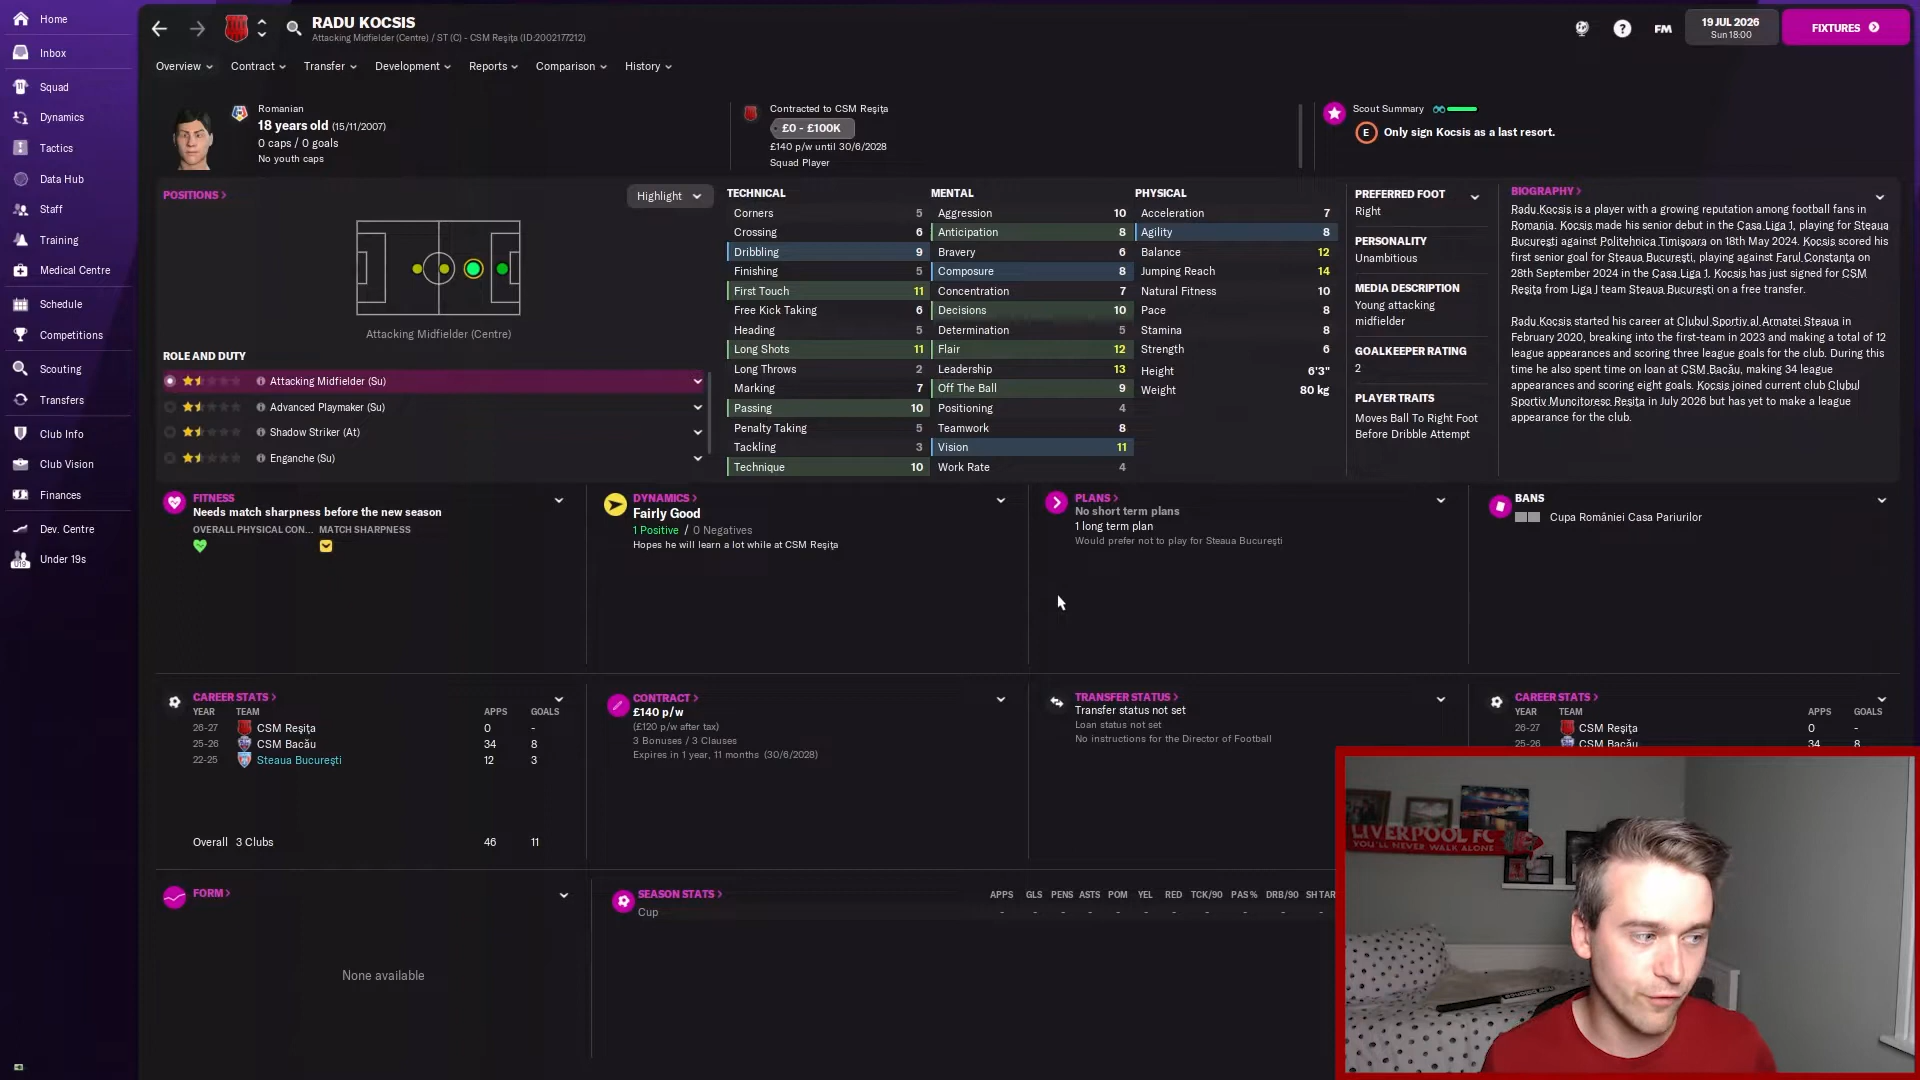 Home
Inbox
Squad
Dynamics
Tactics
Data Hub
Staff
Training
Medical Centre
Schedule
Competitions
Scouting
Transfers
Club Info
Club Vision
Finances
Dev. Centre
Under 19s
RADU KOCSIS
Attacking Midfielder (Centre) / ST (C) - CSM Reşiţa (ID:2002177212)
FM
19 JUL 2026
Sun 18:00
FIXTURES
Overview
Contract
Transfer
Development
Reports
Comparison
History
Romanian
18 years old (15/11/2007)
0 caps / 0 goals
No youth caps
Contracted to CSM Reşiţa
£0 - £100K
£140 p/w until 30/6/2028
Squad Player
Scout Summary
E Only sign Kocsis as a last resort.
POSITIONS
Highlight
Attacking Midfielder (Centre)
ROLE AND DUTY
Attacking Midfielder (Su)
Advanced Playmaker (Su)
Shadow Striker (At)
Enganche (Su)
TECHNICAL
Corners 5
Crossing 6
Dribbling 9
Finishing 5
First Touch 11
Free Kick Taking 6
Heading 5
Long Shots 11
Long Throws 2
Marking 7
Passing 10
Penalty Taking 5
Tackling 3
Technique 10
MENTAL
Aggression 10
Anticipation 8
Bravery 6
Composure 8
Concentration 7
Decisions 10
Determination 5
Flair 12
Leadership 13
Off The Ball 9
Positioning 4
Teamwork 8
Vision 11
Work Rate 4
PHYSICAL
Acceleration 7
Agility 8
Balance 12
Jumping Reach 14
Natural Fitness 10
Pace 8
Stamina 8
Strength 6
Height 6'3"
Weight 80 kg
PREFERRED FOOT
Right
PERSONALITY
Unambitious
MEDIA DESCRIPTION
Young attacking
midfielder
GOALKEEPER RATING
2
PLAYER TRAITS
Moves Ball To Right Foot
Before Dribble Attempt
BIOGRAPHY
Radu Kocsis is a player with a growing reputation among football fans in
Romania. Kocsis made his senior debut in the Casa Liga 1, playing for Steaua
Bucureşti against Politehnica Timişoara on 18th May 2024. Kocsis scored his
first senior goal for Steaua Bucureşti, playing against Farul Constanţa on
28th September 2024 in the Casa Liga 1. Kocsis has just signed for CSM
Reşiţa from Liga I team Steaua Bucureşti on a free transfer.
Radu Kocsis started his career at Clubul Sportiv al Armatei Steaua in
February 2020, breaking into the first-team in 2023 and making a total of 12
league appearances and scoring three league goals for the club. During this
time he also spent time on loan at CSM Bacău, making 34 league
appearances and scoring eight goals. Kocsis joined current club Clubul
Sportiv Muncitoresc Reşiţa in July 2026 but has yet to make a league
appearance for the club.
FITNESS
Needs match sharpness before the new season
OVERALL PHYSICAL CON... MATCH SHARPNESS
DYNAMICS
Fairly Good
1 Positive / 0 Negatives
Hopes he will learn a lot while at CSM Reşiţa
PLANS
No short term plans
1 long term plan
Would prefer not to play for Steaua Bucureşti
BANS
Cupa României Casa Pariurilor
CAREER STATS
YEAR TEAM APPS GOALS
26-27 CSM Reşiţa 0 -
25-26 CSM Bacău 34 8
22-25 Steaua Bucureşti 12 3
Overall 3 Clubs 46 11
CONTRACT
£140 p/w
(£120 p/w after tax)
3 Bonuses / 3 Clauses
Expires in 1 year, 11 months (30/6/2028)
TRANSFER STATUS
Transfer status not set
Loan status not set
No instructions for the Director of Football
CAREER STATS
YEAR TEAM APPS GOALS
26-27 CSM Reşiţa 0 -
25-26 CSM Bacău 34 8
FORM
None available
SEASON STATS APPS GLS PENS ASTS POM YEL RED TCK/90 PAS % DRB/90 SH TAR
Cup - - - - - - - - - - -
LIVERPOOL FC
YOU'LL NEVER WALK ALONE